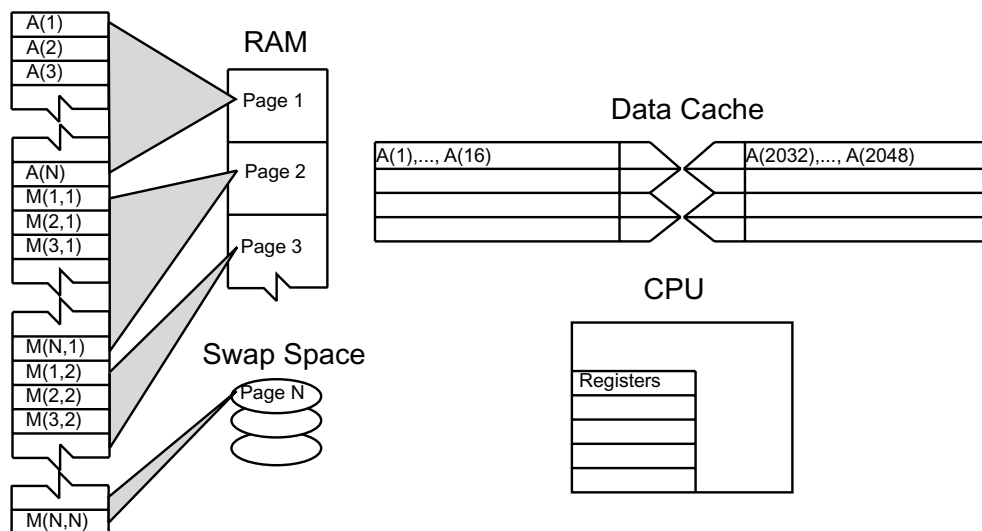 A(1)
A(2)
A(3)
A(N)
M(1,1)
M(2,1)
M(3,1)
M(N,1)
M(1,2)
M(2,2)
M(3,2)
M(N,N)
RAM
Page 1
Page 2
Page 3
Swap Space
Page N
Data Cache
A(1),..., A(16)
A(2032),..., A(2048)
CPU
Registers